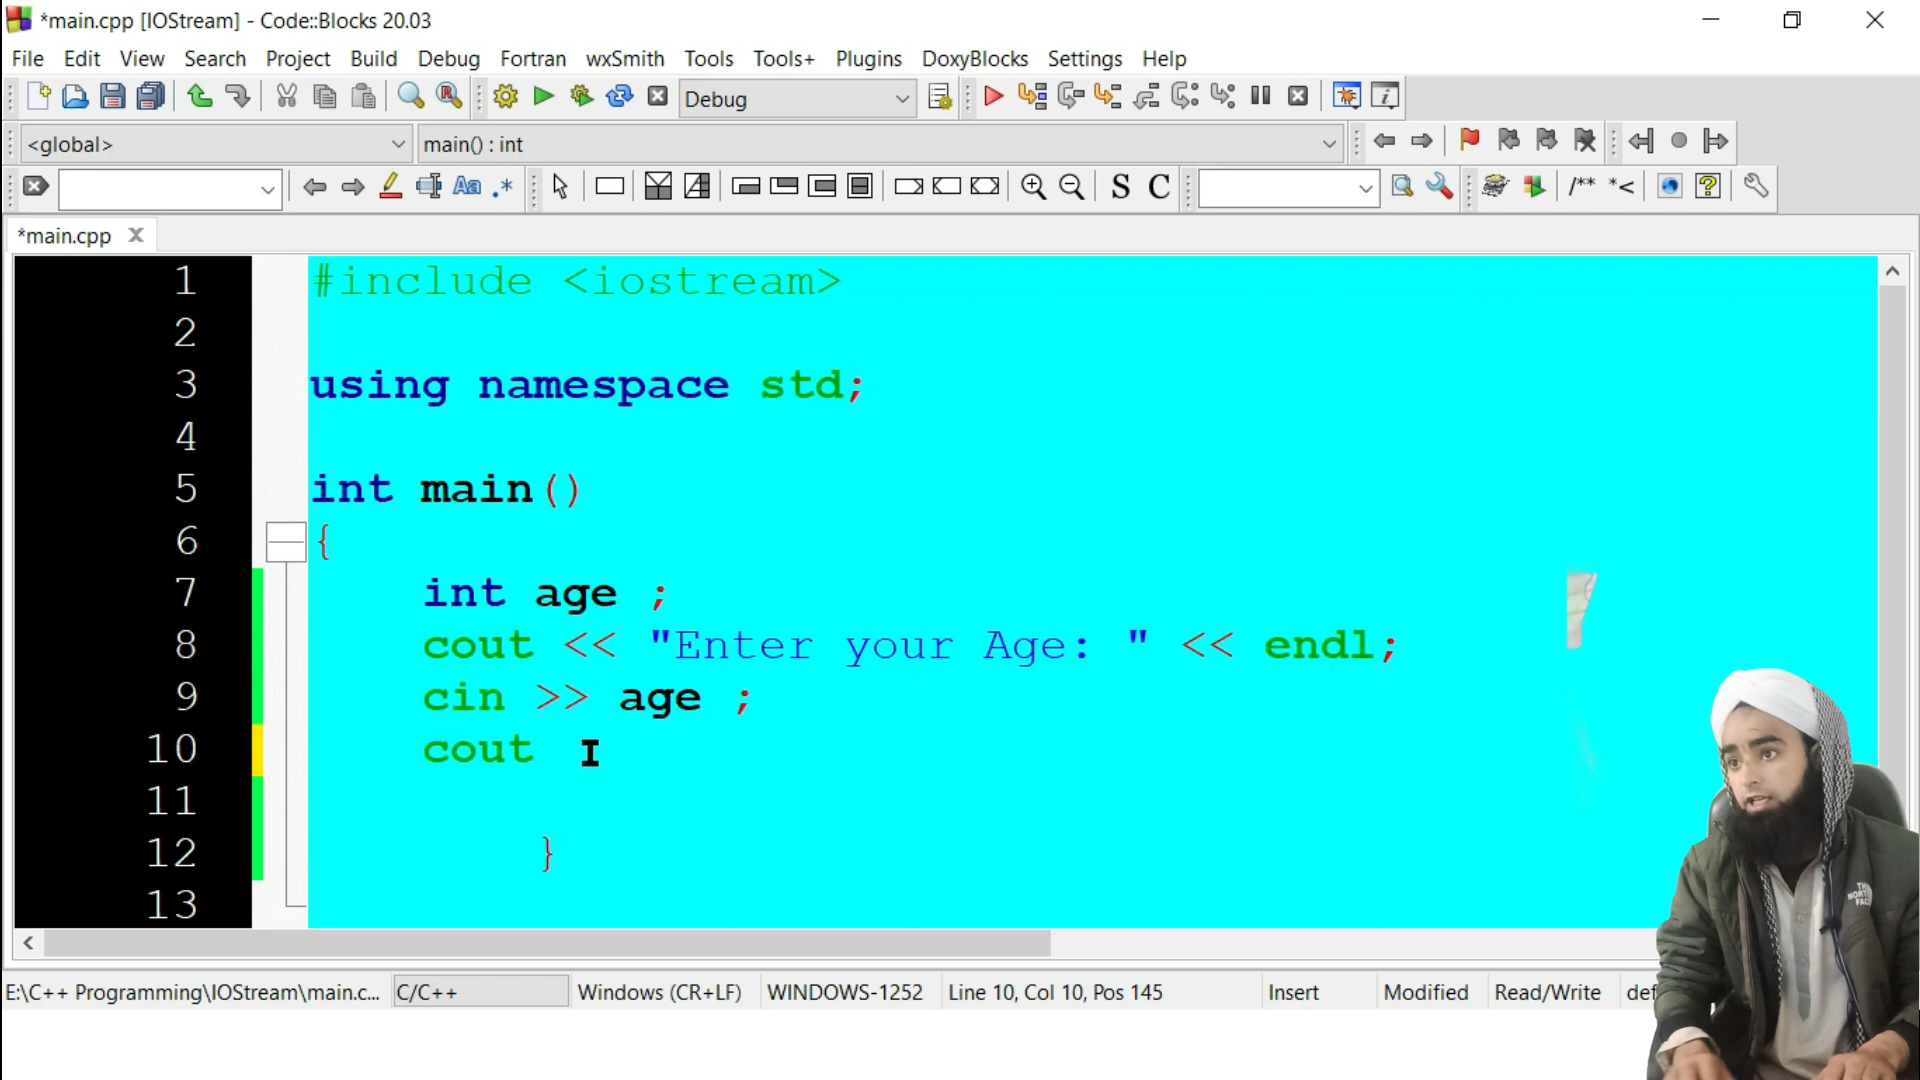 *main.cpp [IOStream] - Code::Blocks 20.03
File Edit View Search Project Build Debug Fortran wxSmith Tools Tools+ Plugins DoxyBlocks Settings Help
Debug
<global> main() : int
S C /** *<
*main.cpp
1 #include <iostream>
2
3 using namespace std;
4
5 int main()
6 {
7 int age ;
8 cout << "Enter your Age: " << endl;
9 cin >> age ;
10 cout
11
12 }
13
E:\C++ Programming\IOStream\main.c... C/C++ Windows (CR+LF) WINDOWS-1252 Line 10, Col 10, Pos 145 Insert Modified Read/Write def
THE
NORTH
FAC